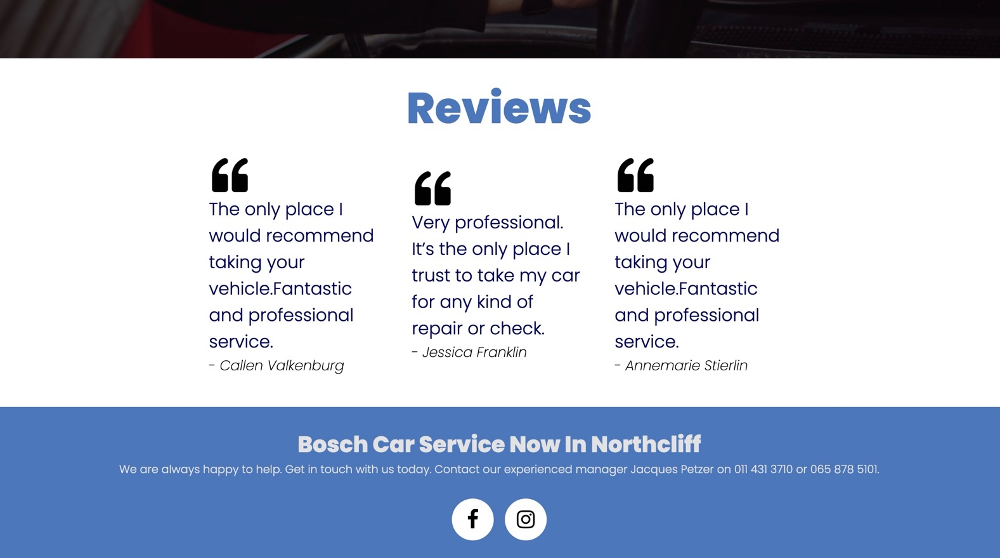 Reviews
The only place I
would recommend
taking your
vehicle.Fantastic
and professional
service.
- Callen Valkenburg
Very professional.
It’s the only place I
trust to take my car
for any kind of
repair or check.
- Jessica Franklin
The only place I
would recommend
taking your
vehicle.Fantastic
and professional
service.
- Annemarie Stierlin
Bosch Car Service Now In Northcliff
We are always happy to help. Get in touch with us today. Contact our experienced manager Jacques Petzer on 011 431 3710 or 065 878 5101.